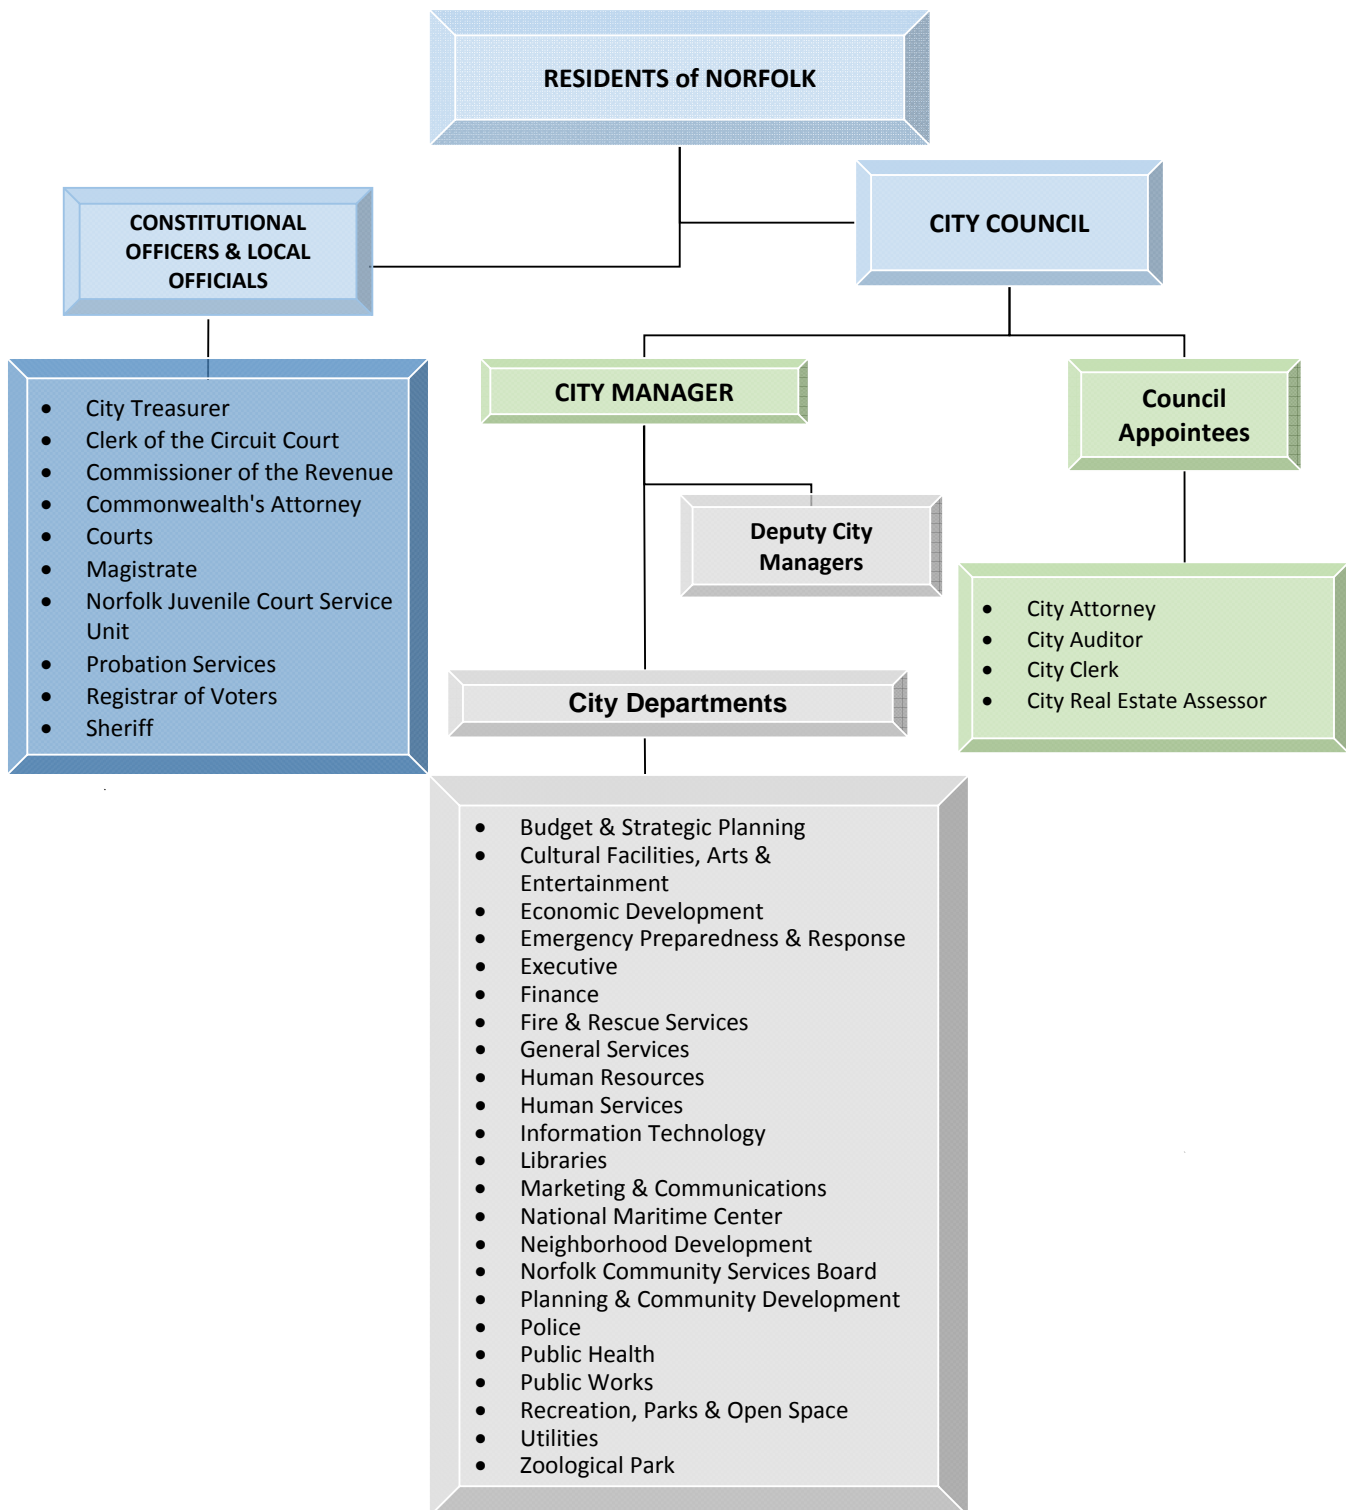 RESIDENTS of NORFOLK
CONSTITUTIONAL
OFFICERS & LOCAL
OFFICIALS
CITY COUNCIL
• City Treasurer
• Clerk of the Circuit Court
• Commissioner of the Revenue
• Commonwealth's Attorney
• Courts
• Magistrate
• Norfolk Juvenile Court Service
Unit
• Probation Services
• Registrar of Voters
• Sheriff
CITY MANAGER
Council
Appointees
Deputy City
Managers
• City Attorney
• City Auditor
• City Clerk
• City Real Estate Assessor
City Departments
• Budget & Strategic Planning
• Cultural Facilities, Arts &
Entertainment
• Economic Development
• Emergency Preparedness & Response
• Executive
• Finance
• Fire & Rescue Services
• General Services
• Human Resources
• Human Services
• Information Technology
• Libraries
• Marketing & Communications
• National Maritime Center
• Neighborhood Development
• Norfolk Community Services Board
• Planning & Community Development
• Police
• Public Health
• Public Works
• Recreation, Parks & Open Space
• Utilities
• Zoological Park